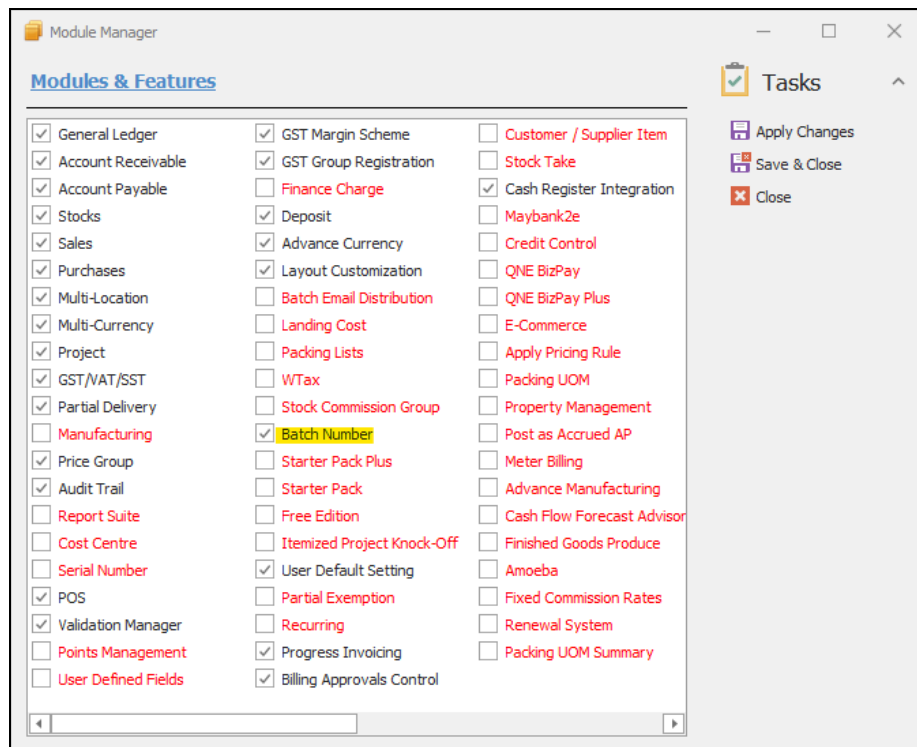 Module Manager
Modules & Features
General Ledger
Account Receivable
Account Payable
Stocks
Sales
Purchases
Multi-Location
Multi-Currency
Project
GST/VAT/SST
Partial Delivery
Manufacturing
Price Group
Audit Trail
Report Suite
Cost Centre
Serial Number
POS
Validation Manager
Points Management
User Defined Fields
GST Margin Scheme
GST Group Registration
Finance Charge
Deposit
Advance Currency
Layout Customization
Batch Email Distribution
Landing Cost
Packing Lists
WTax
Stock Commission Group
Batch Number
Starter Pack Plus
Starter Pack
Free Edition
Itemized Project Knock-Off
User Default Setting
Partial Exemption
Recurring
Progress Invoicing
Billing Approvals Control
Customer / Supplier Item
Stock Take
Cash Register Integration
Maybank2e
Credit Control
QNE BizPay
QNE BizPay Plus
E-Commerce
Apply Pricing Rule
Packing UOM
Property Management
Post as Accrued AP
Meter Billing
Advance Manufacturing
Cash Flow Forecast Advisor
Finished Goods Produce
Amoeba
Fixed Commission Rates
Renewal System
Packing UOM Summary
Tasks
Apply Changes
Save & Close
Close